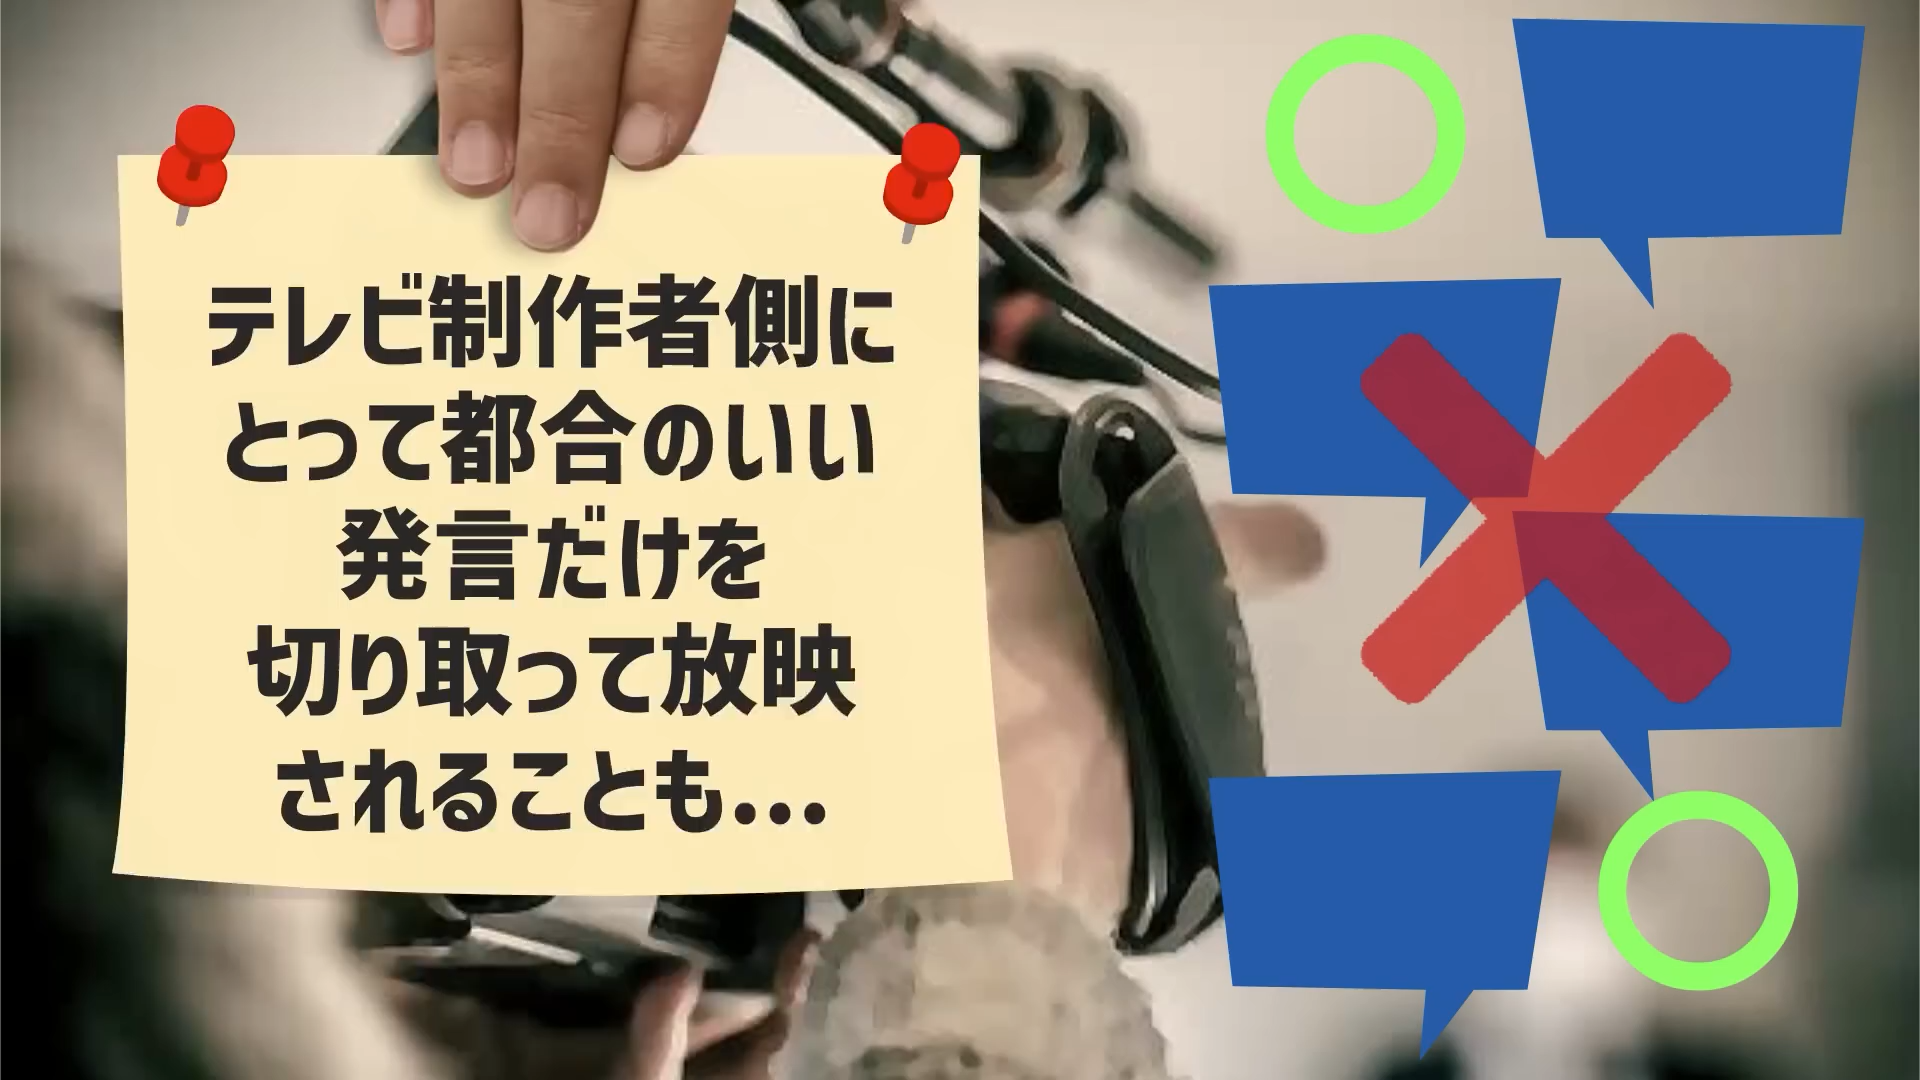 テレビ制作者側に
とって都合のいい
発言だけを
切り取って放映
されることも...